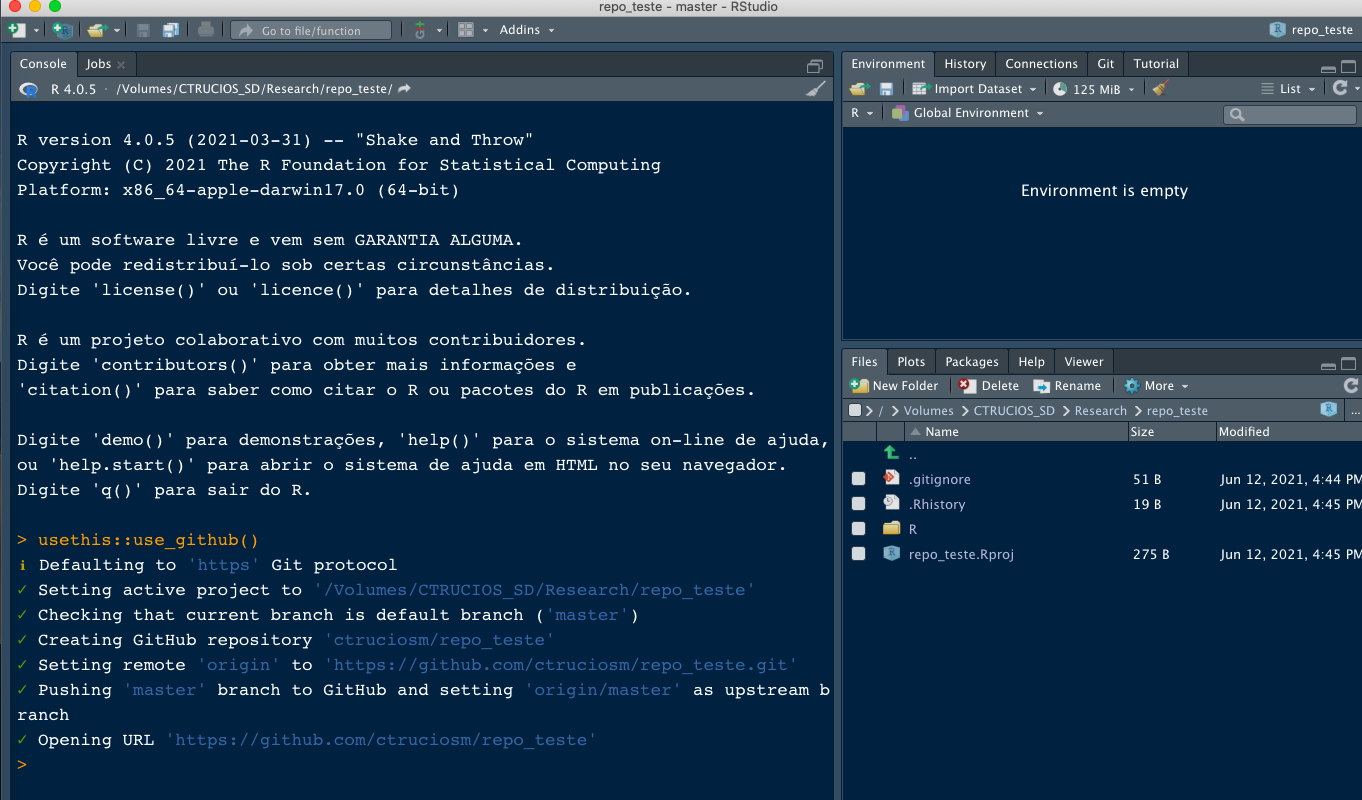 repo_teste - master - RStudio
Go to file/function
Addins
repo_teste
Console
Jobs
R 4.0.5 · /Volumes/CTRUCIOS_SD/Research/repo_teste/
R version 4.0.5 (2021-03-31) -- "Shake and Throw"
Copyright (C) 2021 The R Foundation for Statistical Computing
Platform: x86_64-apple-darwin17.0 (64-bit)
R é um software livre e vem sem GARANTIA ALGUMA.
Você pode redistribuí-lo sob certas circunstâncias.
Digite 'license()' ou 'licence()' para detalhes de distribuição.
R é um projeto colaborativo com muitos contribuidores.
Digite 'contributors()' para obter mais informações e
'citation()' para saber como citar o R ou pacotes do R em publicações.
Digite 'demo()' para demonstrações, 'help()' para o sistema on-line de ajuda,
ou 'help.start()' para abrir o sistema de ajuda em HTML no seu navegador.
Digite 'q()' para sair do R.
> usethis::use_github()
ℹ Defaulting to 'https' Git protocol
✓ Setting active project to '/Volumes/CTRUCIOS_SD/Research/repo_teste'
✓ Checking that current branch is default branch ('master')
✓ Creating GitHub repository 'ctruciosm/repo_teste'
✓ Setting remote 'origin' to 'https://github.com/ctruciosm/repo_teste.git'
✓ Pushing 'master' branch to GitHub and setting 'origin/master' as upstream b
ranch
✓ Opening URL 'https://github.com/ctruciosm/repo_teste'
>
Environment
History
Connections
Git
Tutorial
Import Dataset
125 MiB
List
R
Global Environment
Environment is empty
Files
Plots
Packages
Help
Viewer
New Folder
Delete
Rename
More
/ Volumes CTRUCIOS_SD Research repo_teste
...
Name Size Modified
..
.gitignore 51 B Jun 12, 2021, 4:44 PM
.Rhistory 19 B Jun 12, 2021, 4:45 PM
R
repo_teste.Rproj 275 B Jun 12, 2021, 4:45 PM